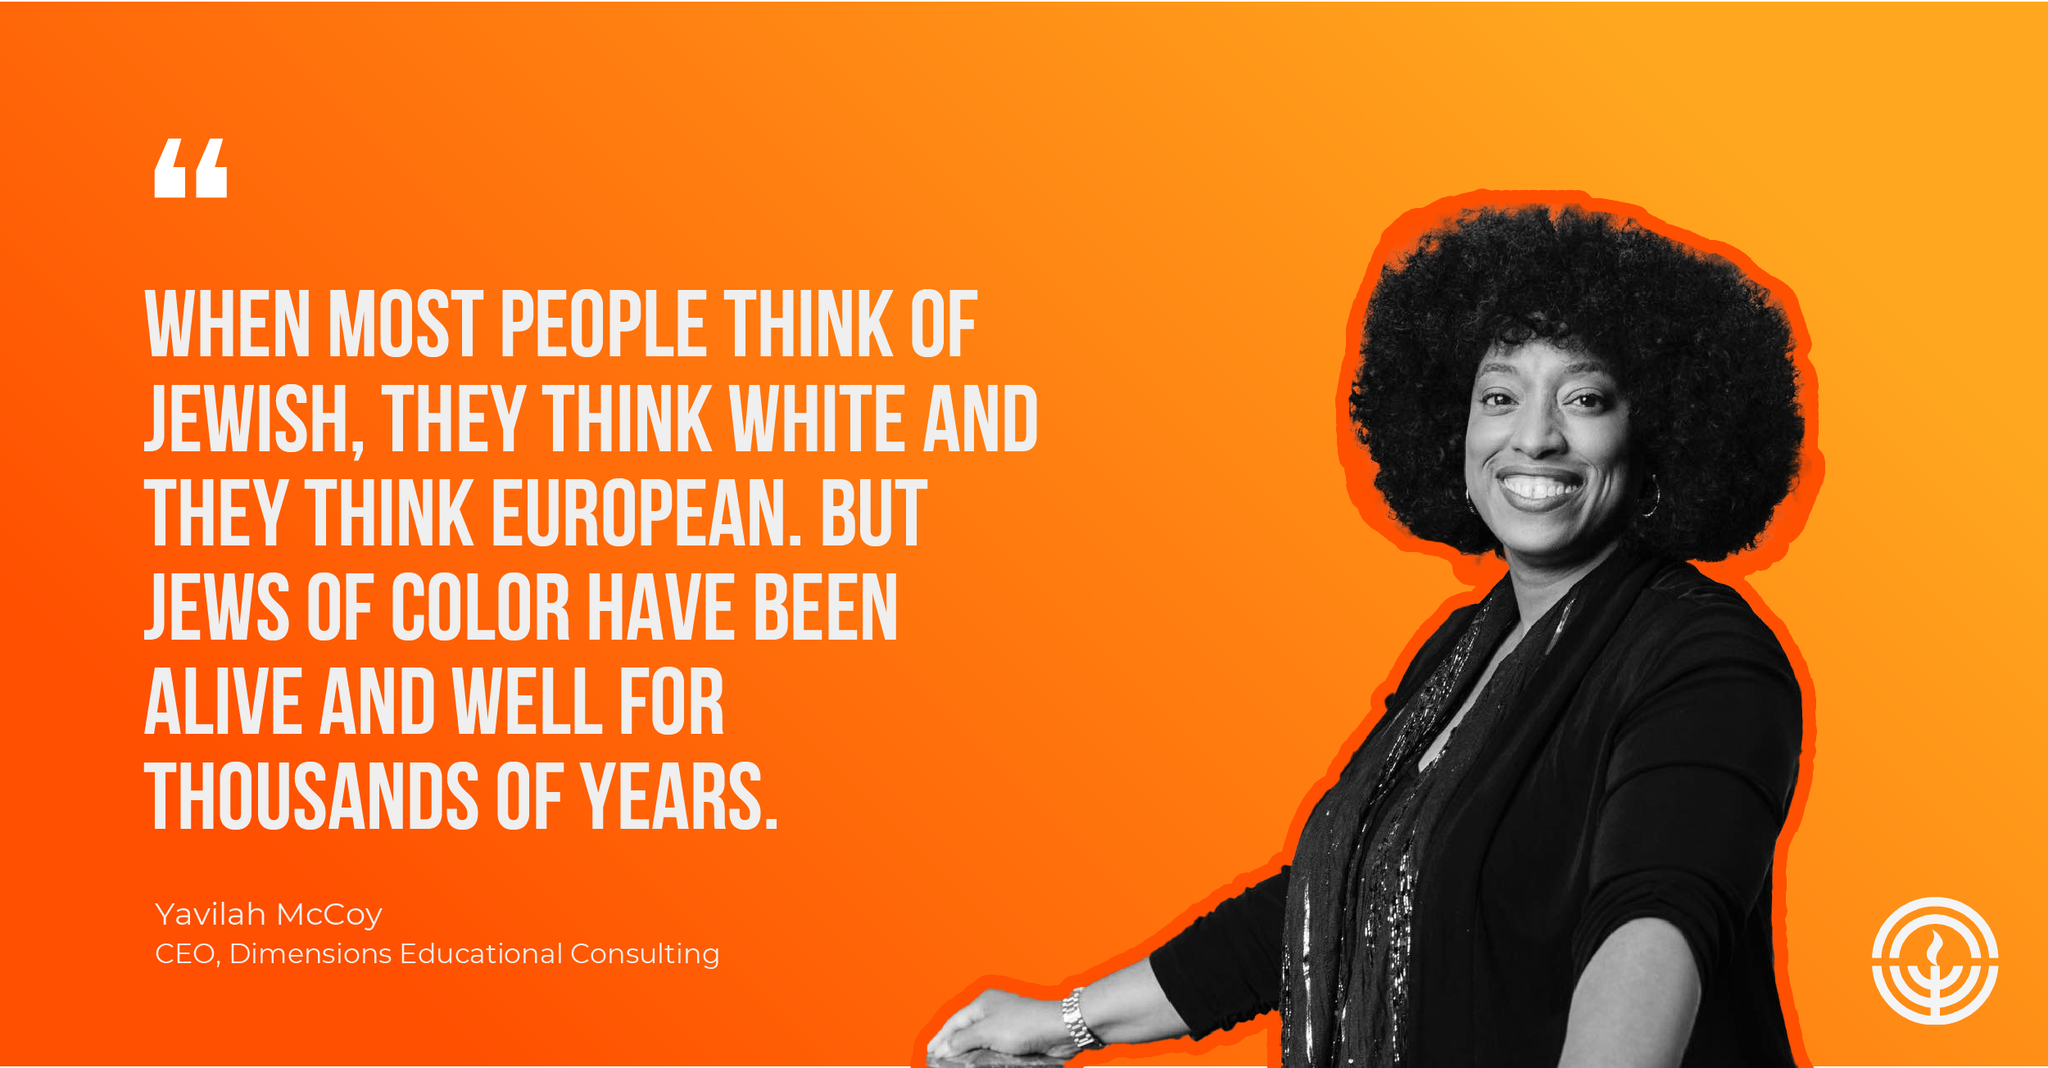 “
WHEN MOST PEOPLE THINK OF
JEWISH, THEY THINK WHITE AND
THEY THINK EUROPEAN. BUT
JEWS OF COLOR HAVE BEEN
ALIVE AND WELL FOR
THOUSANDS OF YEARS.
Yavilah McCoy
CEO, Dimensions Educational Consulting